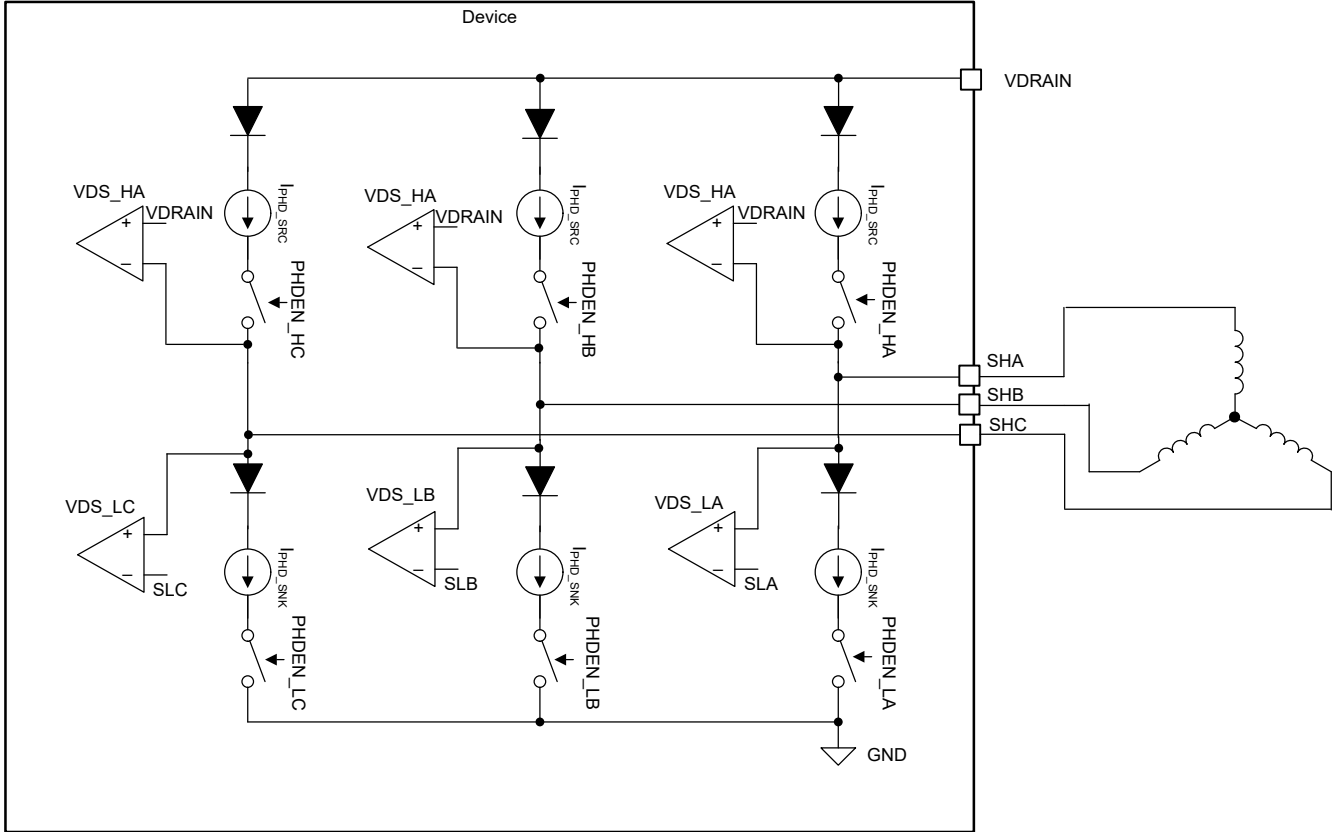 Device
VDRAIN
VDS_HA
VDRAIN
+
−
IPHD_SRC
PHDEN_HC
VDS_HA
VDRAIN
+
−
IPHD_SRC
PHDEN_HB
VDS_HA
VDRAIN
+
−
IPHD_SRC
PHDEN_HA
SHA
SHB
SHC
VDS_LC
+
−
SLC
IPHD_SNK
PHDEN_LC
VDS_LB
+
−
SLB
IPHD_SNK
PHDEN_LB
VDS_LA
+
−
SLA
IPHD_SNK
PHDEN_LA
GND